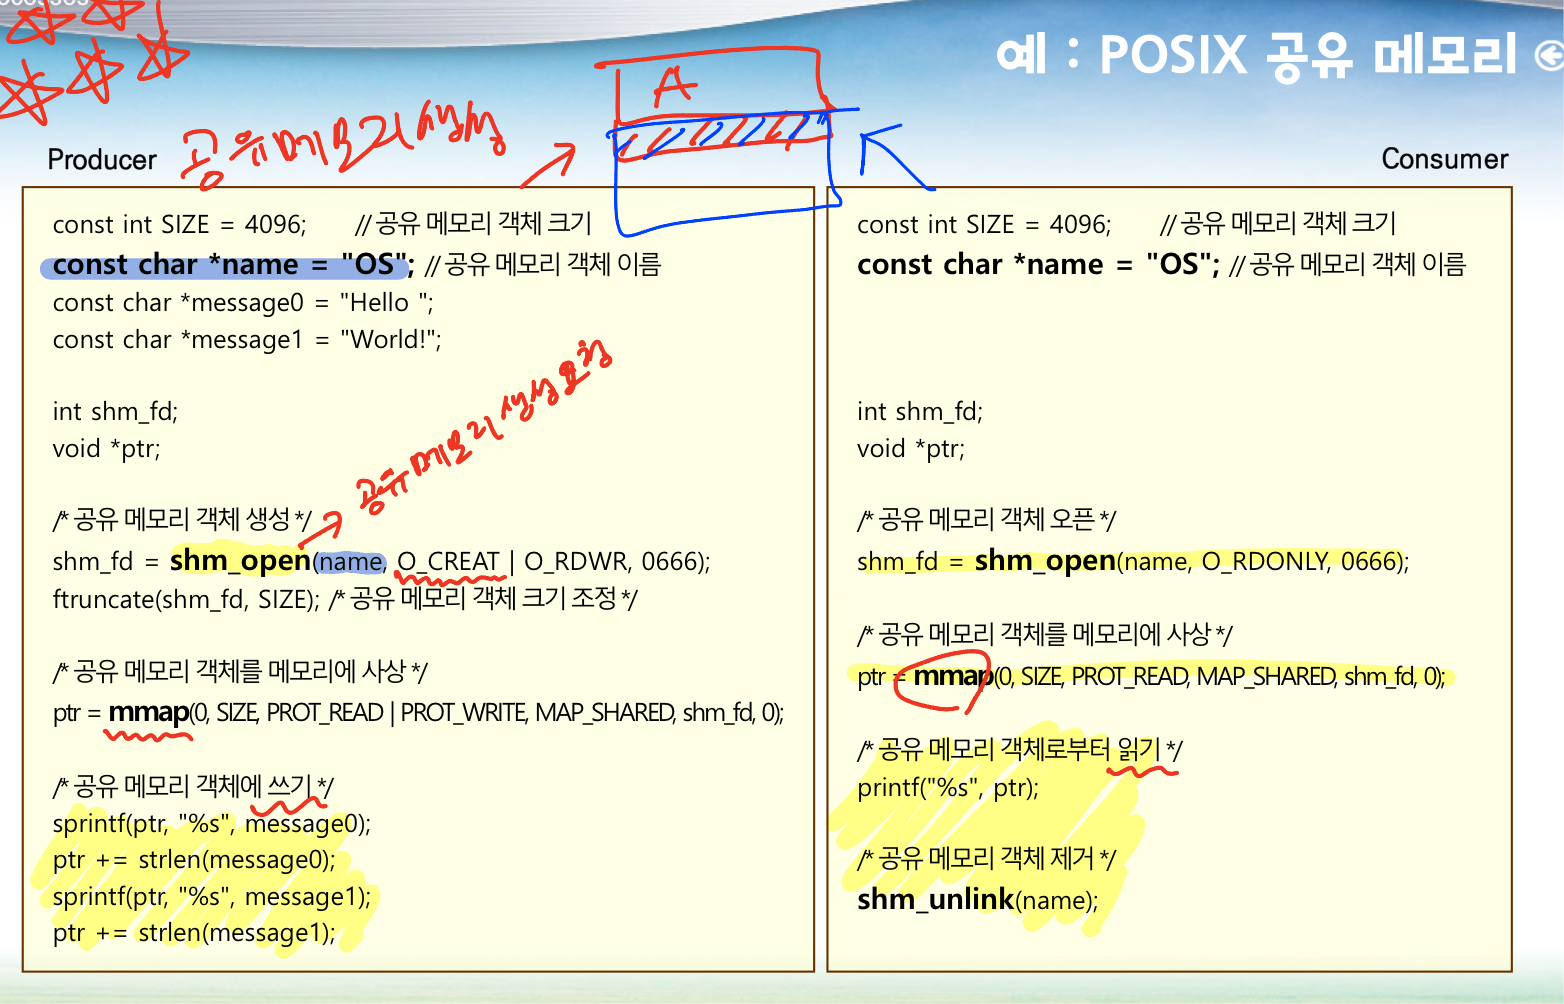 예 : POSIX 공유 메모리
A
공유메모리생성
Producer
const int SIZE = 4096; //공유 메모리 객체 크기
const char *name = "OS"; //공유 메모리 객체 이름
const char *message0 = "Hello ";
const char *message1 = "World!";
int shm_fd;
void *ptr;
공유메모리 생성요청
/* 공유 메모리 객체 생성 */
shm_fd = shm_open(name, O_CREAT | O_RDWR, 0666);
ftruncate(shm_fd, SIZE); /* 공유 메모리 객체 크기 조정 */
/* 공유 메모리 객체를 메모리에 사상 */
ptr = mmap(0, SIZE, PROT_READ | PROT_WRITE, MAP_SHARED, shm_fd, 0);
/* 공유 메모리 객체에 쓰기 */
sprintf(ptr, "%s", message0);
ptr += strlen(message0);
sprintf(ptr, "%s", message1);
ptr += strlen(message1);
Consumer
const int SIZE = 4096; //공유 메모리 객체 크기
const char *name = "OS"; //공유 메모리 객체 이름
int shm_fd;
void *ptr;
/* 공유 메모리 객체 오픈 */
shm_fd = shm_open(name, O_RDONLY, 0666);
/* 공유 메모리 객체를 메모리에 사상 */
ptr = mmap(0, SIZE, PROT_READ, MAP_SHARED, shm_fd, 0);
/* 공유 메모리 객체로부터 읽기 */
printf("%s", ptr);
/* 공유 메모리 객체 제거 */
shm_unlink(name);